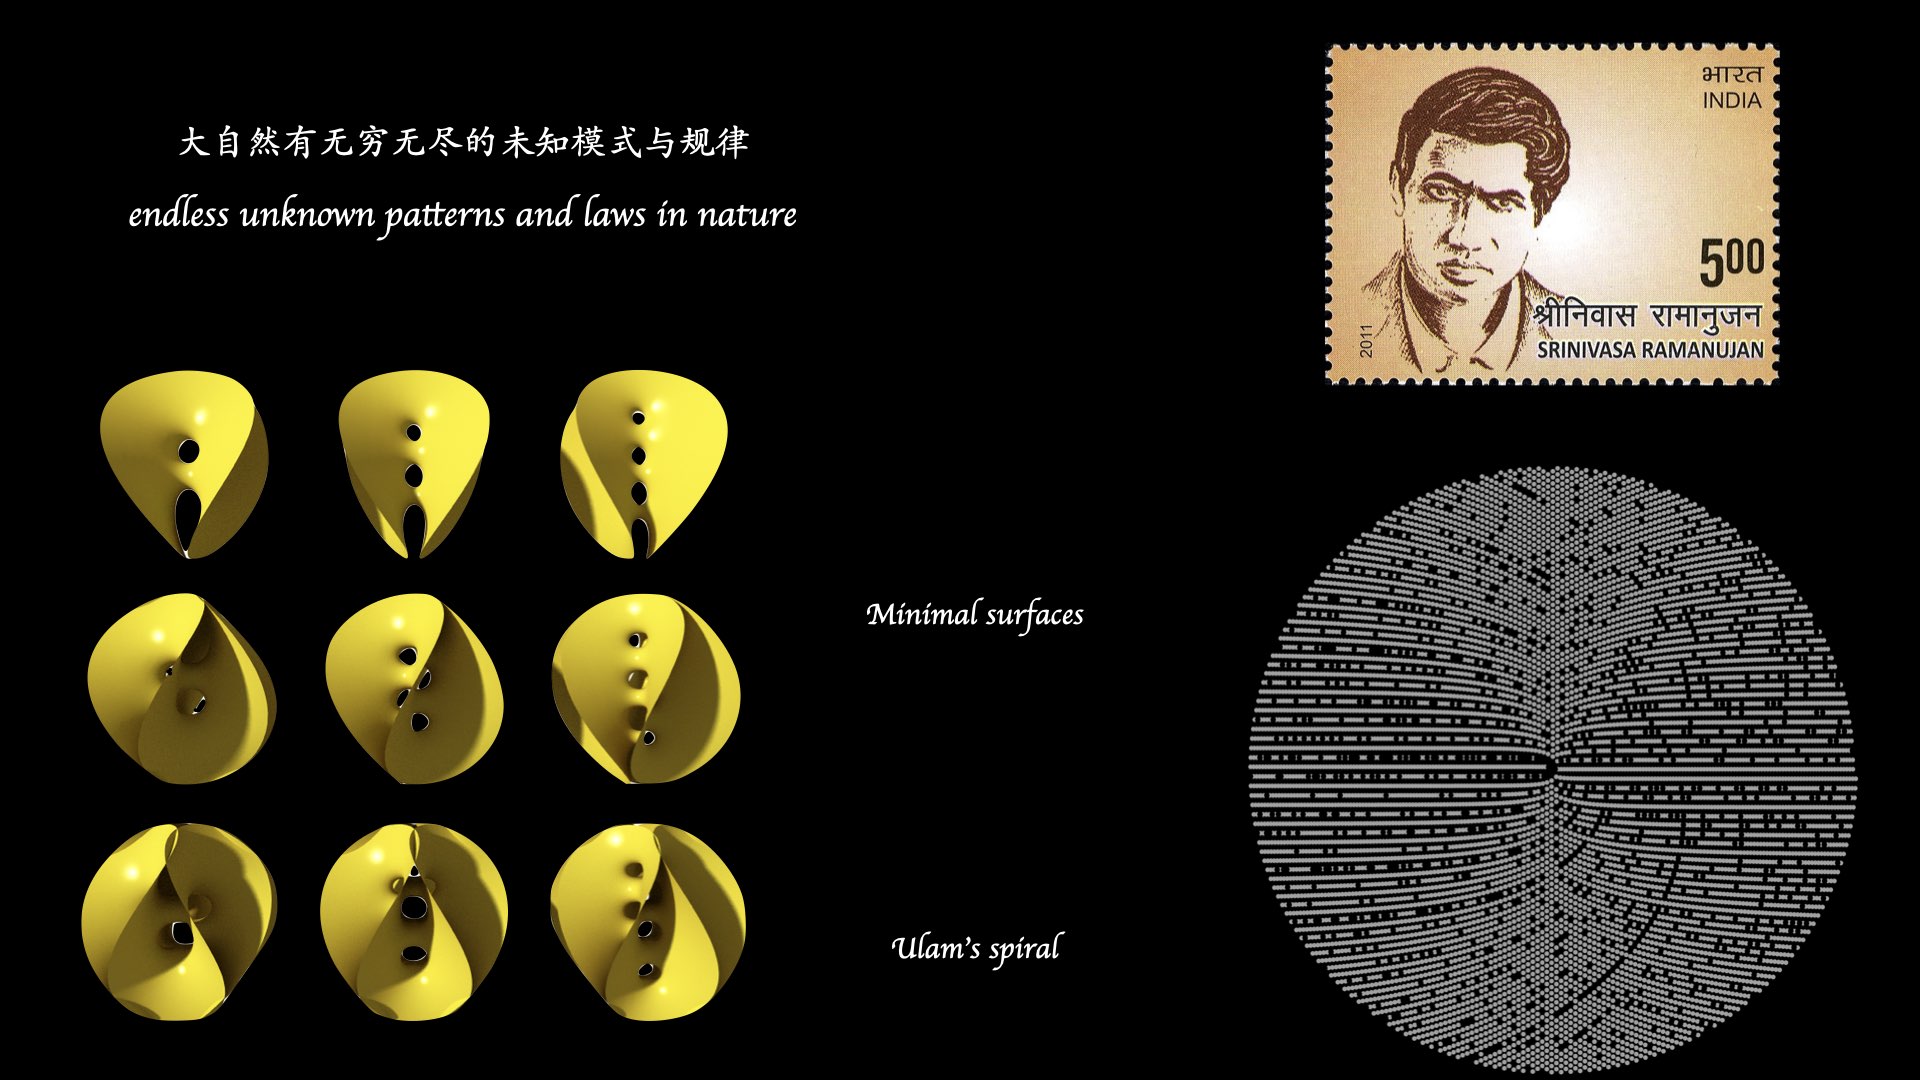 大自然有无穷无尽的未知模式与规律
endless unknown patterns and laws in nature
भारत
INDIA
500
श्रीनिवास रामानुजन
SRINIVASA RAMANUJAN
2011
Minimal surfaces
Ulam's spiral